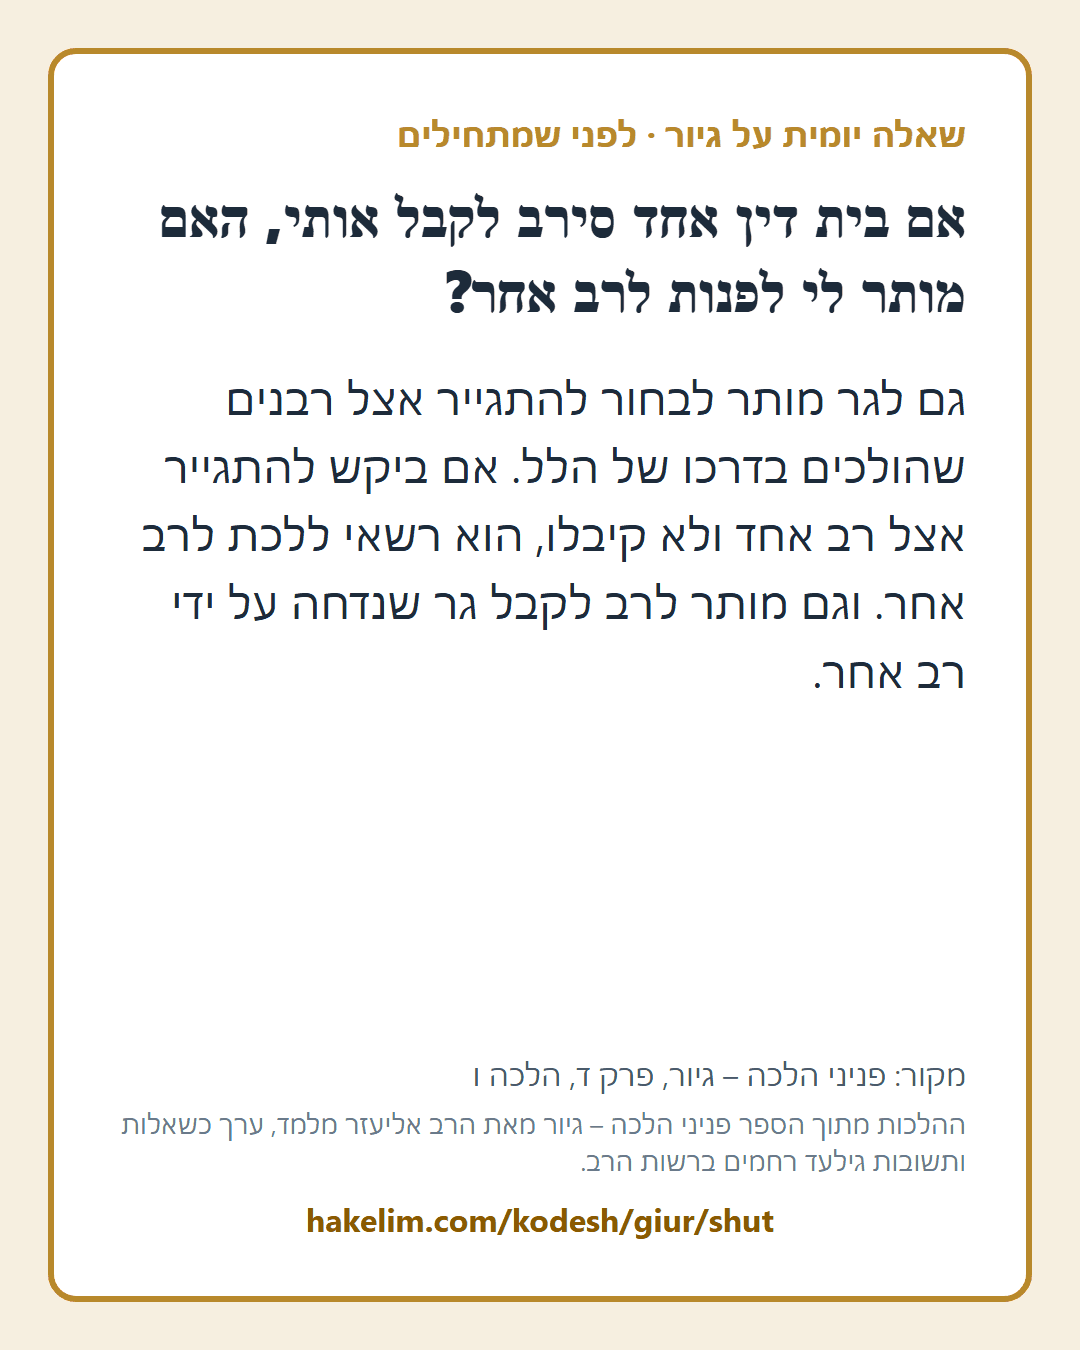 שאלה יומית על גיור · לפני שמתחילים
אם בית דין אחד סירב לקבל אותי, האם
מותר לי לפנות לרב אחר?
גם לגר מותר לבחור להתגייר אצל רבנים
שהולכים בדרכו של הלל. אם ביקש להתגייר
אצל רב אחד ולא קיבלו, הוא רשאי ללכת לרב
אחר. וגם מותר לרב לקבל גר שנדחה על ידי
רב אחר.
מקור: פניני הלכה – גיור, פרק ד, הלכה ו
ההלכות מתוך הספר פניני הלכה – גיור מאת הרב אליעזר מלמד, ערך כשאלות
ותשובות גילעד רחמים ברשות הרב.
hakelim.com/kodesh/giur/shut